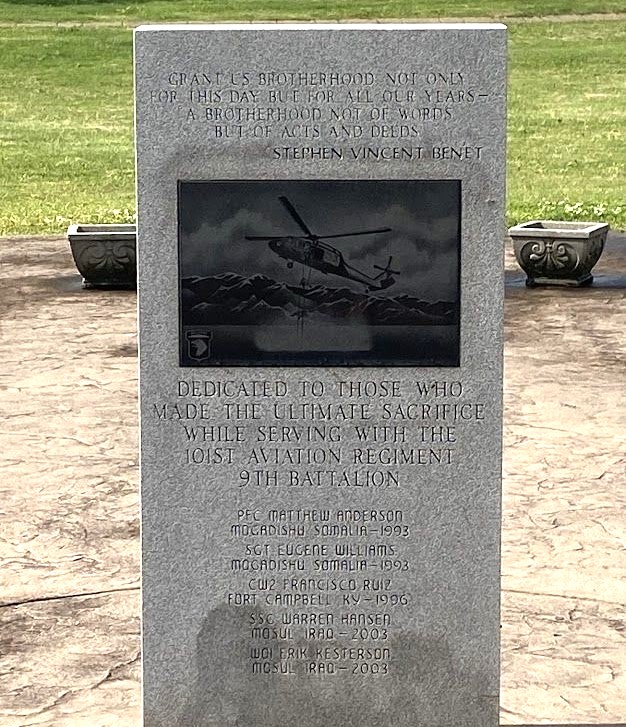 GRANT US BROTHERHOOD NOT ONLY
FOR THIS DAY BUT FOR ALL OUR YEARS-
A BROTHERHOOD NOT OF WORDS
BUT OF ACTS AND DEEDS
STEPHEN VINCENT BENET
DEDICATED TO THOSE WHO
MADE THE ULTIMATE SACRIFICE
WHILE SERVING WITH THE
101ST AVIATION REGIMENT
9TH BATTALION
PFC MATTHEW ANDERSON
MOGADISHU SOMALIA-1993
SGT EUGENE WILLIAMS
MOGADISHU SOMALIA-1993
CW2 FRANCISCO RUIZ
FORT CAMPBELL KY-1996
SSG WARREN HANSEN
MOSUL IRAQ-2003
WO1 ERIK KESTERSON
MOSUL IRAQ-2003